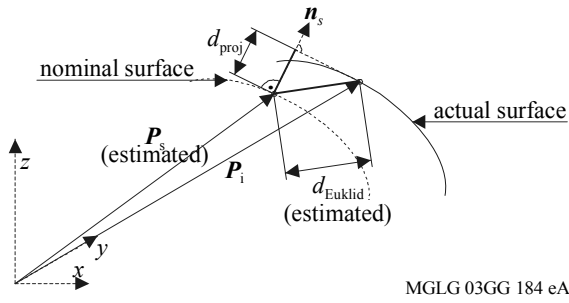 n_s
d_proj
nominal surface
actual surface
P_s
(estimated)
P_i
d_Euklid
(estimated)
z
y
x
MGLG 03GG 184 eA